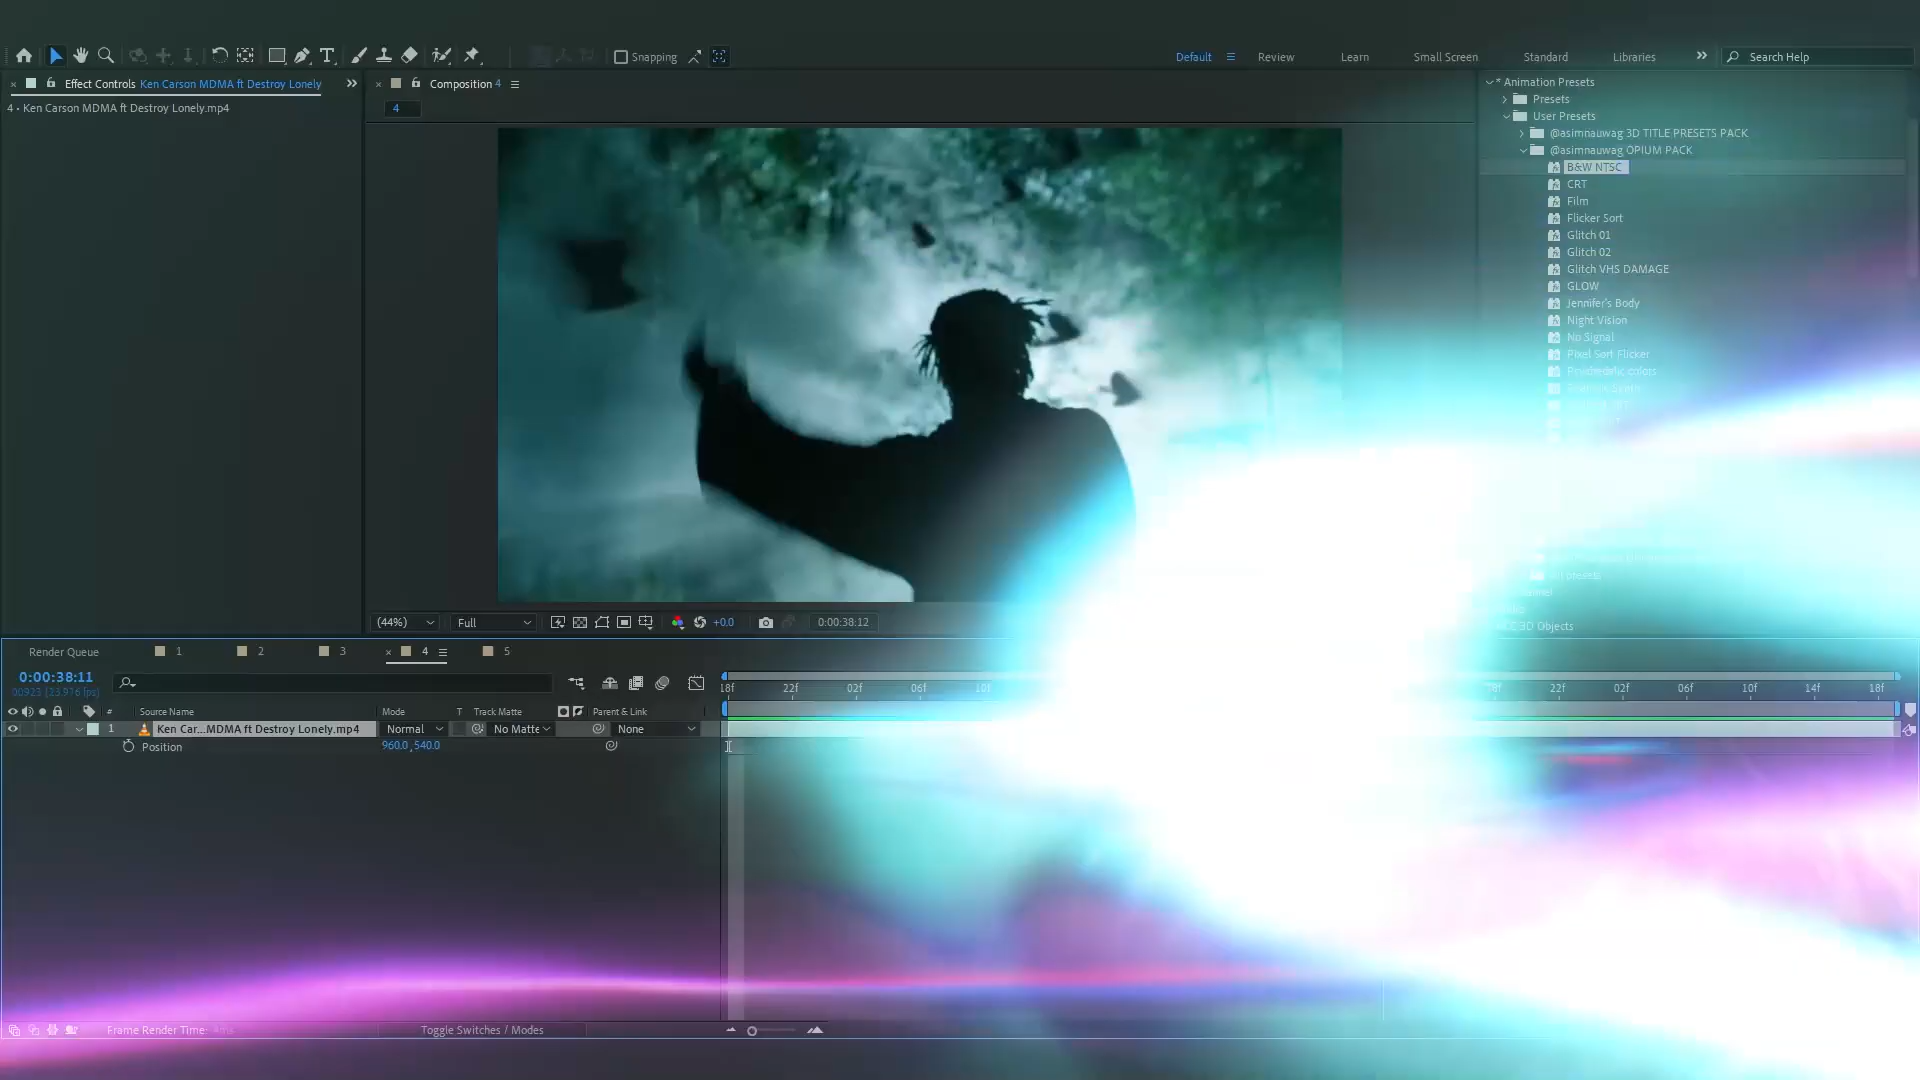 Snapping
Default
Review
Learn
Small Screen
Standard
Libraries
Search Help
Effect Controls Ken Carson MDMA ft Destroy Lonely
4 • Ken Carson MDMA ft Destroy Lonely.mp4
Composition 4
4
Animation Presets
Presets
User Presets
@asimnauwag 3D TITLE PRESETS PACK
@asimnauwag OPIUM PACK
B&W NTSC
CRT
Film
Flicker Sort
Glitch 01
Glitch 02
Glitch VHS DAMAGE
GLOW
Jennifer's Body
Night Vision
No Signal
Pixel Sort Flicker
Psychedelic colors
3D Objects
(44%)
Full
+0.0
0:00:38:12
Render Queue
1
2
3
4
5
0:00:38:11
00923 (23.976 fps)
# Source Name
Mode
T Track Matte
Parent & Link
18f 22f 02f 06f 10f
22f 02f 06f 10f 14f 18f
1 Ken Car...MDMA ft Destroy Lonely.mp4
Normal
No Matte
None
Position
960.0, 540.0
Frame Render Time:
Toggle Switches / Modes